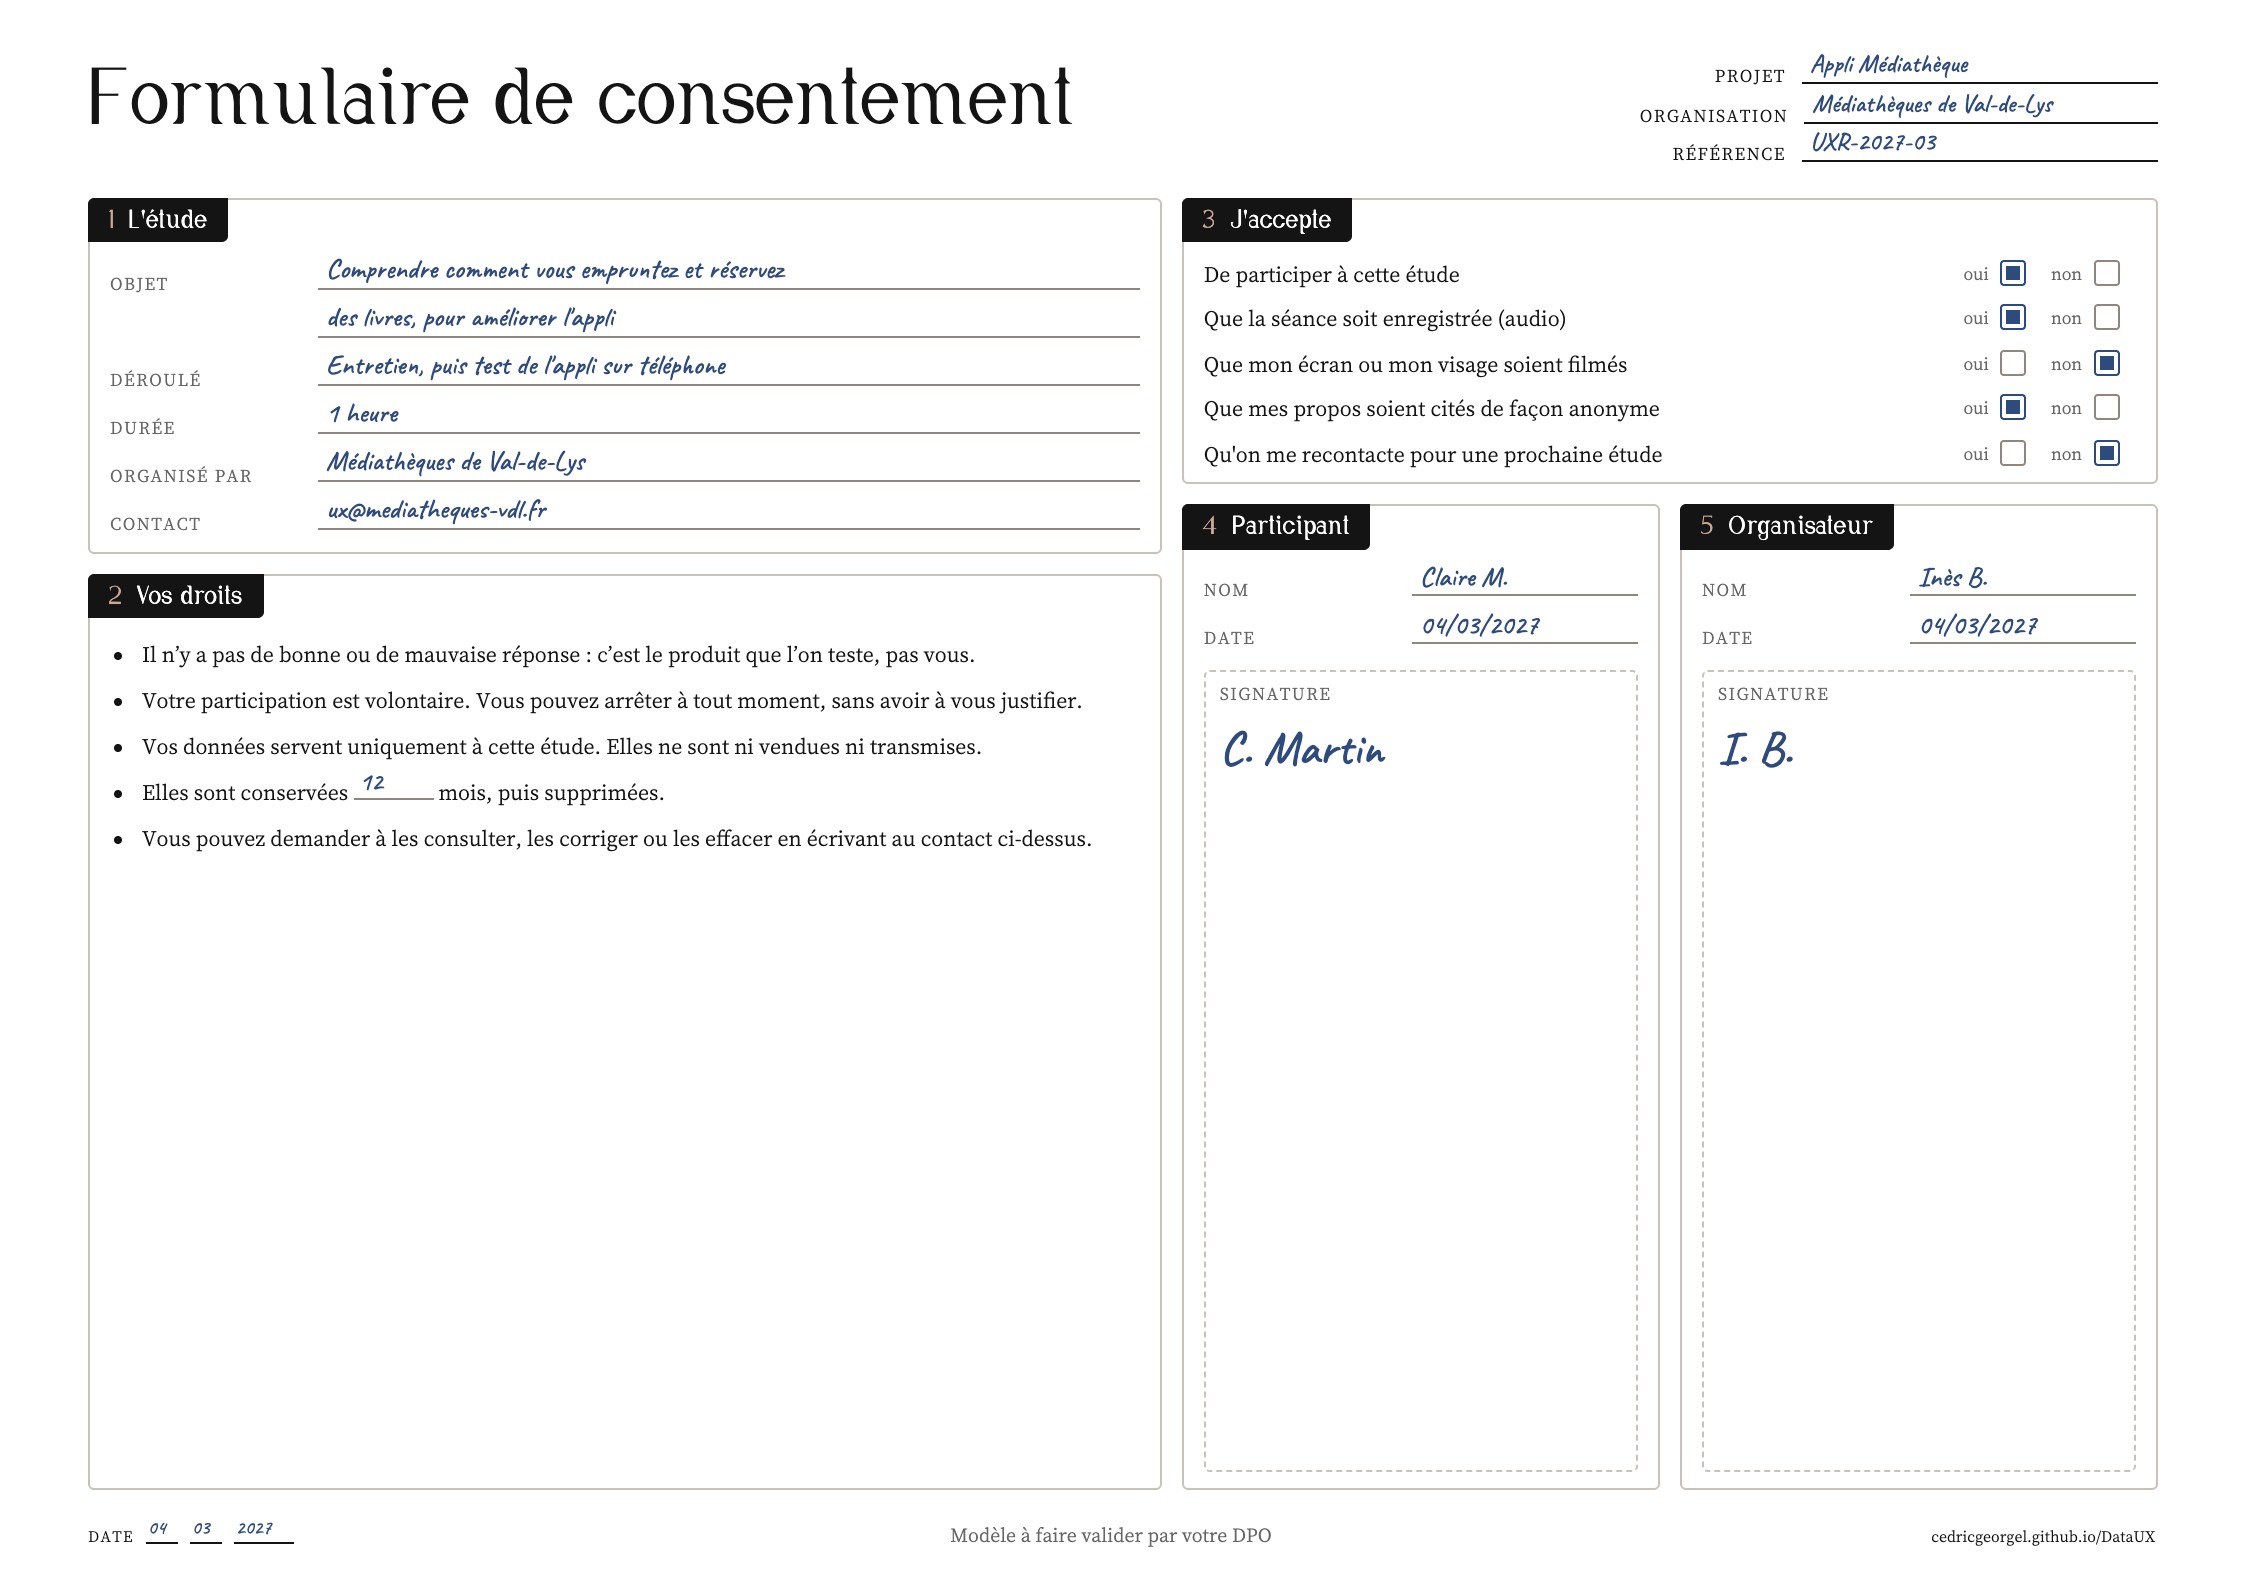 Formulaire de consentement
PROJET Appli Médiathèque
ORGANISATION Médiathèques de Val-de-Lys
RÉFÉRENCE UXR-2027-03
1 L'étude
OBJET Comprendre comment vous empruntez et réservez
des livres, pour améliorer l'appli
DÉROULÉ Entretien, puis test de l'appli sur téléphone
DURÉE 1 heure
ORGANISÉ PAR Médiathèques de Val-de-Lys
CONTACT ux@mediatheques-vdl.fr
2 Vos droits
• Il n’y a pas de bonne ou de mauvaise réponse : c’est le produit que l’on teste, pas vous.
• Votre participation est volontaire. Vous pouvez arrêter à tout moment, sans avoir à vous justifier.
• Vos données servent uniquement à cette étude. Elles ne sont ni vendues ni transmises.
• Elles sont conservées 12 mois, puis supprimées.
• Vous pouvez demander à les consulter, les corriger ou les effacer en écrivant au contact ci-dessus.
3 J'accepte
De participer à cette étude oui non
Que la séance soit enregistrée (audio) oui non
Que mon écran ou mon visage soient filmés oui non
Que mes propos soient cités de façon anonyme oui non
Qu'on me recontacte pour une prochaine étude oui non
4 Participant
NOM Claire M.
DATE 04/03/2027
SIGNATURE
C. Martin
5 Organisateur
NOM Inès B.
DATE 04/03/2027
SIGNATURE
I. B.
DATE 04 03 2027
Modèle à faire valider par votre DPO
cedricgeorgel.github.io/DataUX